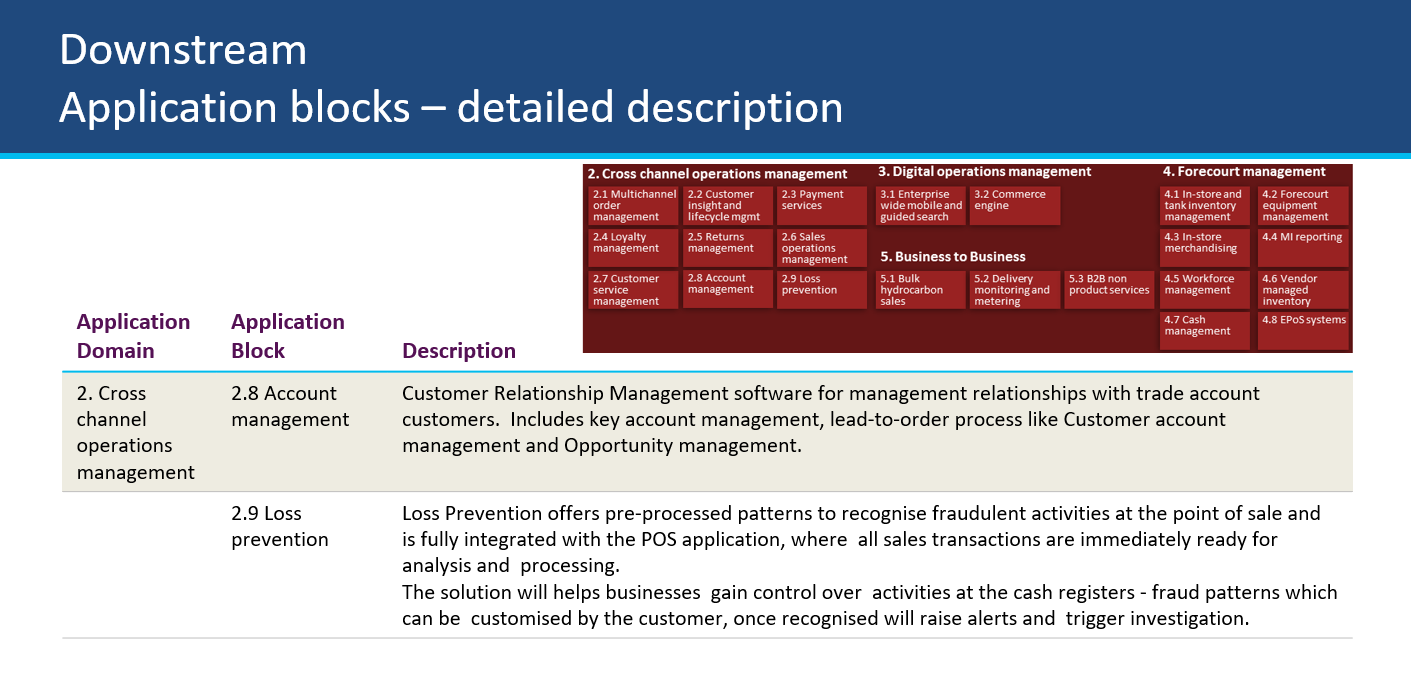 Downstream
Application blocks – detailed description
2. Cross channel operations management
2.1 Multichannel
order
management
2.2 Customer
insight and
lifecycle mgmt
2.3 Payment
services
2.4 Loyalty
management
2.5 Returns
management
2.6 Sales
operations
management
2.7 Customer
service
management
2.8 Account
management
2.9 Loss
prevention
3. Digital operations management
3.1 Enterprise
wide mobile and
guided search
3.2 Commerce
engine
5. Business to Business
5.1 Bulk
hydrocarbon
sales
5.2 Delivery
monitoring and
metering
5.3 B2B non
product services
4. Forecourt management
4.1 In-store and
tank inventory
management
4.2 Forecourt
equipment
management
4.3 In-store
merchandising
4.4 MI reporting
4.5 Workforce
management
4.6 Vendor
managed
inventory
4.7 Cash
management
4.8 EPoS systems
Application
Domain
Application
Block
Description
2. Cross
channel
operations
management
2.8 Account
management
Customer Relationship Management software for management relationships with trade account
customers.  Includes key account management, lead-to-order process like Customer account
management and Opportunity management.
2.9 Loss
prevention
Loss Prevention offers pre-processed patterns to recognise fraudulent activities at the point of sale and
is fully integrated with the POS application, where  all sales transactions are immediately ready for
analysis and  processing.
The solution will helps businesses  gain control over  activities at the cash registers - fraud patterns which
can be  customised by the customer, once recognised will raise alerts and  trigger investigation.